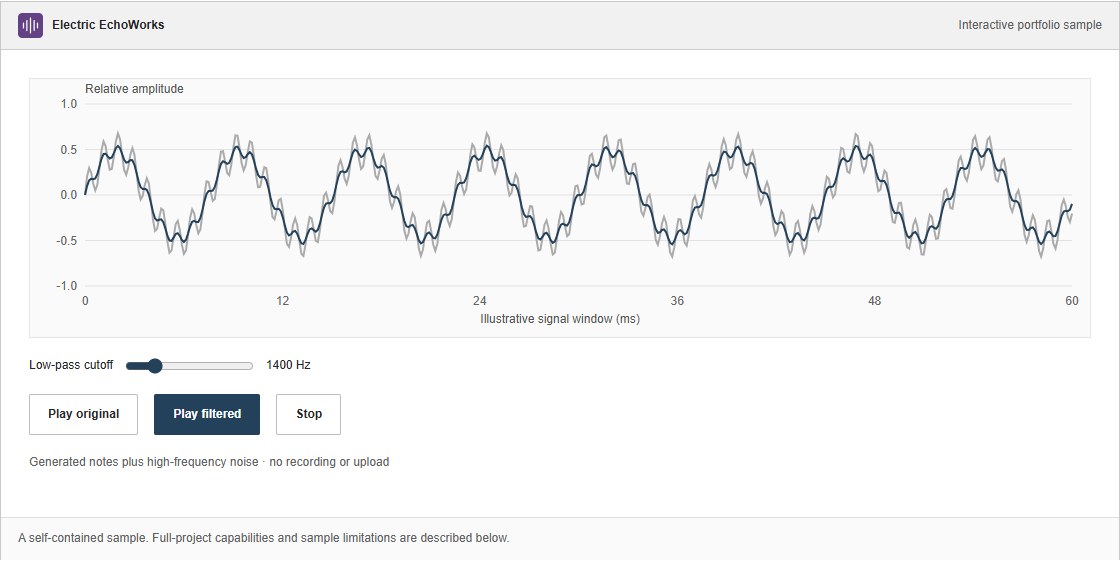 Electric EchoWorks
Interactive portfolio sample
Relative amplitude
1.0
0.5
0.0
-0.5
-1.0
0 12 24 36 48 60
Illustrative signal window (ms)
Low-pass cutoff 1400 Hz
Play original Play filtered Stop
Generated notes plus high-frequency noise · no recording or upload
A self-contained sample. Full-project capabilities and sample limitations are described below.